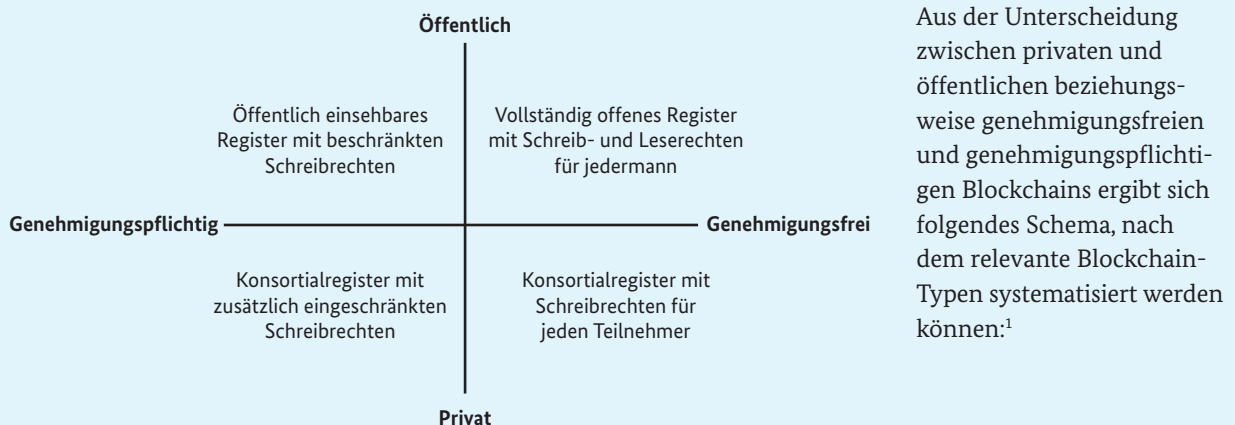 Öffentlich
Öffentlich einsehbares
Register mit beschränkten
Schreibrechten
Vollständig offenes Register
mit Schreib- und Leserechten
für jedermann
Genehmigungspflichtig
Genehmigungsfrei
Konsortialregister mit
zusätzlich eingeschränkten
Schreibrechten
Konsortialregister mit
Schreibrechten für
jeden Teilnehmer
Privat
Aus der Unterscheidung
zwischen privaten und
öffentlichen beziehungs-
weise genehmigungsfreien
und genehmigungspflichti-
gen Blockchains ergibt sich
folgendes Schema, nach
dem relevante Blockchain-
Typen systematisiert werden
können:¹